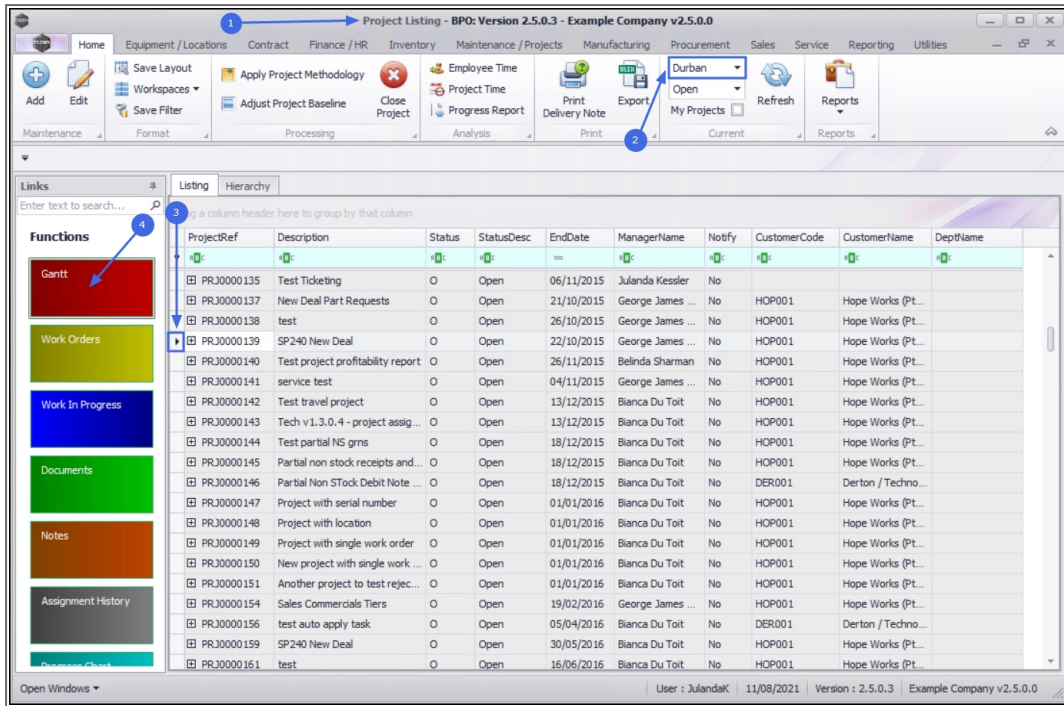 1
Project Listing - BPO: Version 2.5.0.3 - Example Company v2.5.0.0
Home Equipment / Locations Contract Finance / HR Inventory Maintenance / Projects Manufacturing Procurement Sales Service Reporting Utilities
Add
Edit
Save Layout
Workspaces
Save Filter
Apply Project Methodology
Adjust Project Baseline
Close
Project
Employee Time
Project Time
Progress Report
Print
Delivery Note
Export
Durban
Open
My Projects
Refresh
Reports
2
Maintenance Format Processing Analysis Print Current Reports
Links
Enter text to search...
Listing Hierarchy
3
g a column header here to group by that column
4
Functions
Gantt
Work Orders
Work In Progress
Documents
Notes
Assignment History
Progress Chart
ProjectRef Description Status StatusDesc EndDate ManagerName Notify CustomerCode CustomerName DeptName
PRJ0000135 Test Ticketing O Open 06/11/2015 Julanda Kessler No
PRJ0000137 New Deal Part Requests O Open 21/10/2015 George James ... No HOP001 Hope Works (Pt...
PRJ0000138 test O Open 26/10/2015 George James ... No HOP001 Hope Works (Pt...
PRJ0000139 SP240 New Deal O Open 22/10/2015 George James ... No HOP001 Hope Works (Pt...
PRJ0000140 Test project profitability report O Open 26/11/2015 Belinda Sharman No HOP001 Hope Works (Pt...
PRJ0000141 service test O Open 04/11/2015 George James ... No HOP001 Hope Works (Pt...
PRJ0000142 Test travel project O Open 13/12/2015 Bianca Du Toit No HOP001 Hope Works (Pt...
PRJ0000143 Tech v1.3.0.4 - project assig... O Open 13/12/2015 Bianca Du Toit No HOP001 Hope Works (Pt...
PRJ0000144 Test partial NS grns O Open 18/12/2015 Bianca Du Toit No HOP001 Hope Works (Pt...
PRJ0000145 Partial non stock receipts and... O Open 18/12/2015 Bianca Du Toit No HOP001 Hope Works (Pt...
PRJ0000146 Partial Non STock Debit Note ... O Open 18/12/2015 Bianca Du Toit No DER001 Derton / Techno...
PRJ0000147 Project with serial number O Open 01/01/2016 Bianca Du Toit No HOP001 Hope Works (Pt...
PRJ0000148 Project with location O Open 01/01/2016 Bianca Du Toit No HOP001 Hope Works (Pt...
PRJ0000149 Project with single work order O Open 01/01/2016 Bianca Du Toit No HOP001 Hope Works (Pt...
PRJ0000150 New project with single work ... O Open 01/01/2016 Bianca Du Toit No HOP001 Hope Works (Pt...
PRJ0000151 Another project to test rejec... O Open 01/01/2016 Bianca Du Toit No HOP001 Hope Works (Pt...
PRJ0000154 Sales Commercials Tiers O Open 19/02/2016 George James ... No HOP001 Hope Works (Pt...
PRJ0000156 test auto apply task O Open 05/04/2016 Bianca Du Toit No DER001 Derton / Techno...
PRJ0000159 SP240 New Deal O Open 30/05/2016 Bianca Du Toit No HOP001 Hope Works (Pt...
PRJ0000161 test O Open 16/06/2016 Bianca Du Toit No HOP001 Hope Works (Pt...
Open Windows
User : JulandaK 11/08/2021 Version : 2.5.0.3 Example Company v2.5.0.0